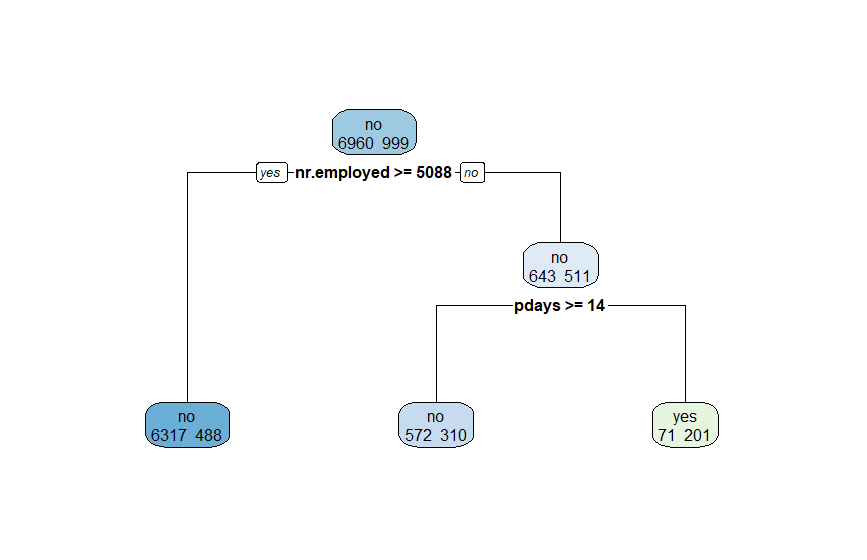 no
6960 999
yes nr.employed >= 5088 no
no
643 511
pdays >= 14
no
6317 488
no
572 310
yes
71 201